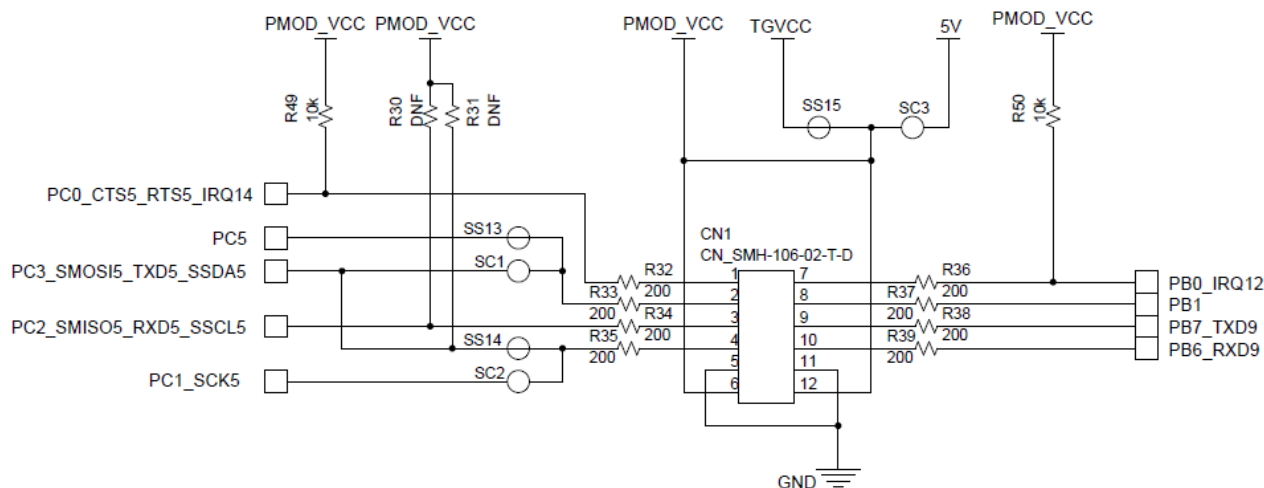 PMOD_VCC
PMOD_VCC
PMOD_VCC
TGVCC
5V
PMOD_VCC
R49
10k
R30
DNF
R31
DNF
SS15
SC3
R50
10k
PC0_CTS5_RTS5_IRQ14
PC5
SS13
PC3_SMOSI5_TXD5_SSDA5
SC1
PC2_SMISO5_RXD5_SSCL5
SS14
PC1_SCK5
SC2
CN1
CN_SMH-106-02-T-D
R32
200
R33
200
R34
200
R35
200
1
2
3
4
5
6
7
8
9
10
11
12
R36
200
R37
200
R38
200
R39
200
PB0_IRQ12
PB1
PB7_TXD9
PB6_RXD9
GND